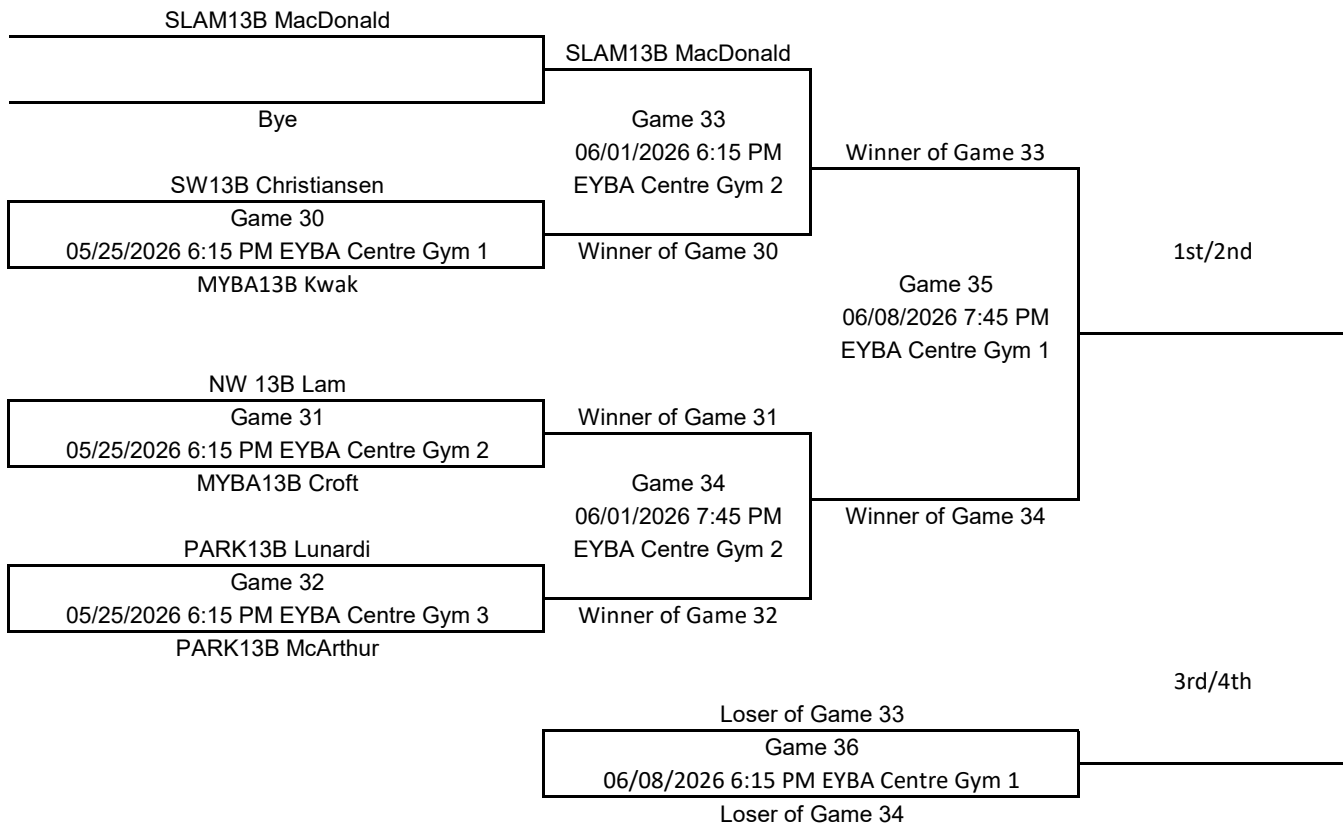 SLAM13B MacDonald
SLAM13B MacDonald
Bye
Game 33
06/01/2026 6:15 PM
EYBA Centre Gym 2
Winner of Game 33
SW13B Christiansen
Game 30
05/25/2026 6:15 PM EYBA Centre Gym 1
MYBA13B Kwak
Winner of Game 30
1st/2nd
Game 35
06/08/2026 7:45 PM
EYBA Centre Gym 1
NW 13B Lam
Game 31
05/25/2026 6:15 PM EYBA Centre Gym 2
MYBA13B Croft
Winner of Game 31
Game 34
06/01/2026 7:45 PM
EYBA Centre Gym 2
Winner of Game 34
PARK13B Lunardi
Game 32
05/25/2026 6:15 PM EYBA Centre Gym 3
PARK13B McArthur
Winner of Game 32
3rd/4th
Loser of Game 33
Game 36
06/08/2026 6:15 PM EYBA Centre Gym 1
Loser of Game 34